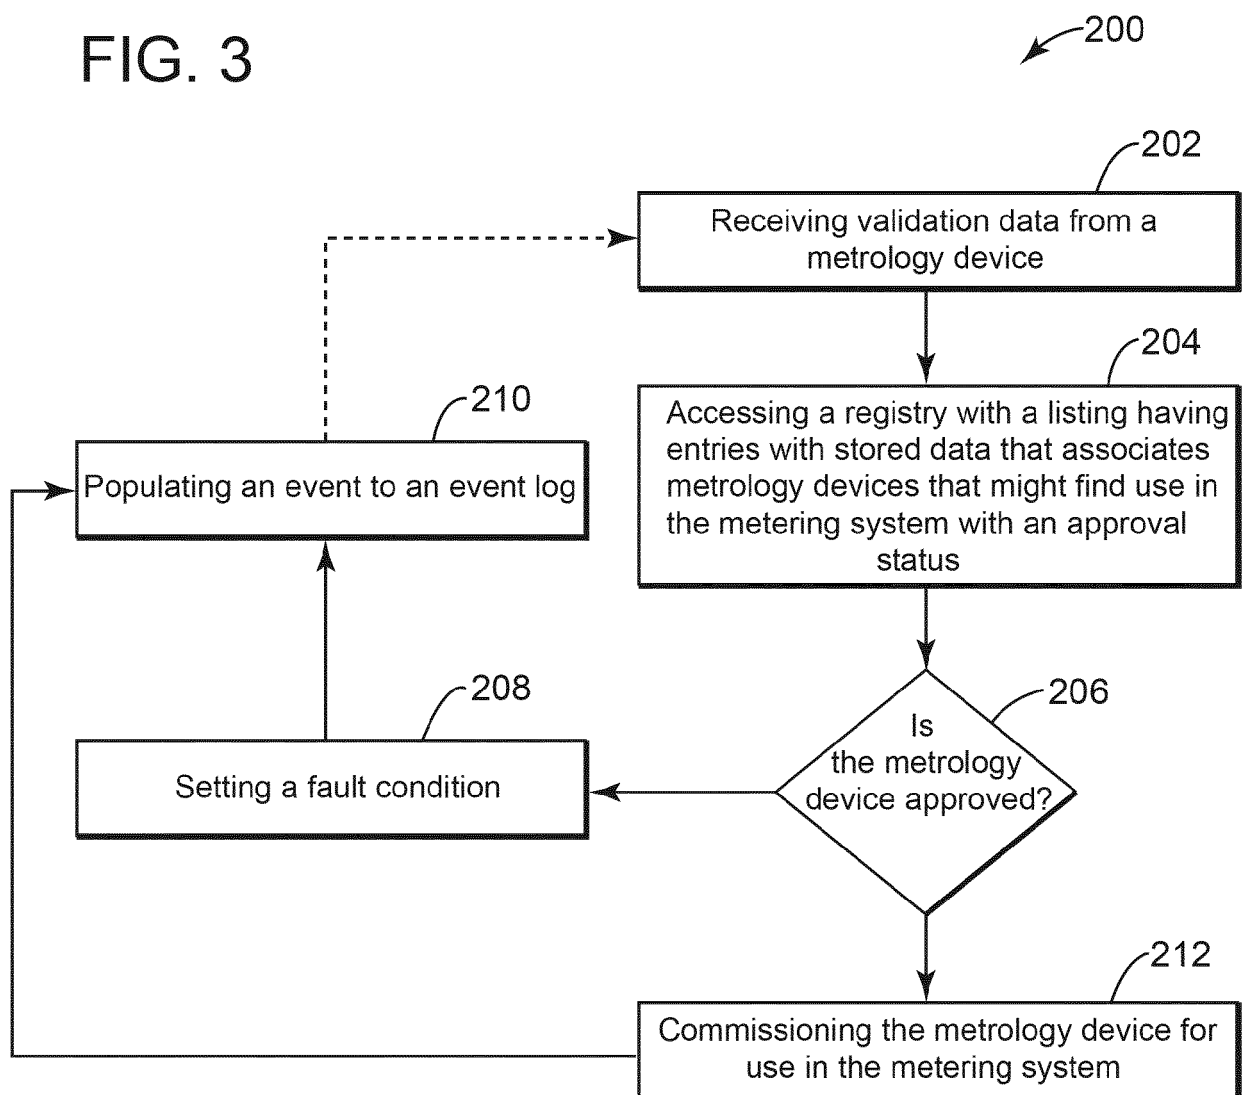 FIG. 3
200
202
Receiving validation data from a
metrology device
204
Accessing a registry with a listing having
entries with stored data that associates
metrology devices that might find use in
the metering system with an approval
status
210
Populating an event to an event log
206
Is
the metrology
device approved?
208
Setting a fault condition
212
Commissioning the metrology device for
use in the metering system